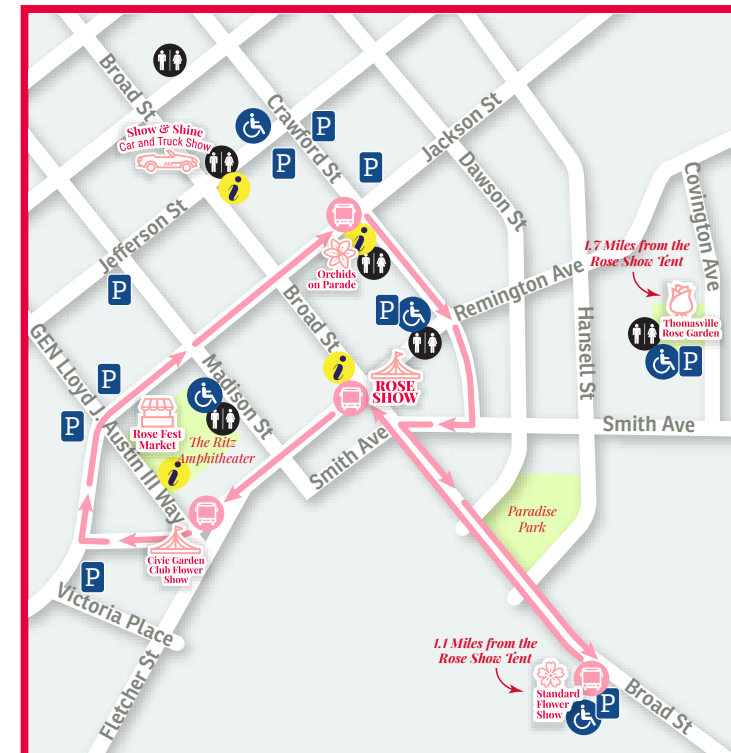 Broad St
Show & Shine
Car and Truck Show
i
Crawford St
P
P
P
Jackson St
Dawson St
Covington Ave
Jefferson St
i
Orchids
on Parade
1.7 Miles from the
Rose Show Tent
Thomasville
Rose Garden
P
P
Broad St
P
Remington Ave
Hansell St
GEN Lloyd J. Austin III Way
P
Madison St
i
ROSE
SHOW
P
Rose Fest
Market
The Ritz
Amphitheater
i
Smith Ave
Smith Ave
Paradise
Park
Civic Garden
Club Flower
Show
P
Victoria Place
Fletcher St
1.1 Miles from the
Rose Show Tent
Standard
Flower
Show
P
Broad St